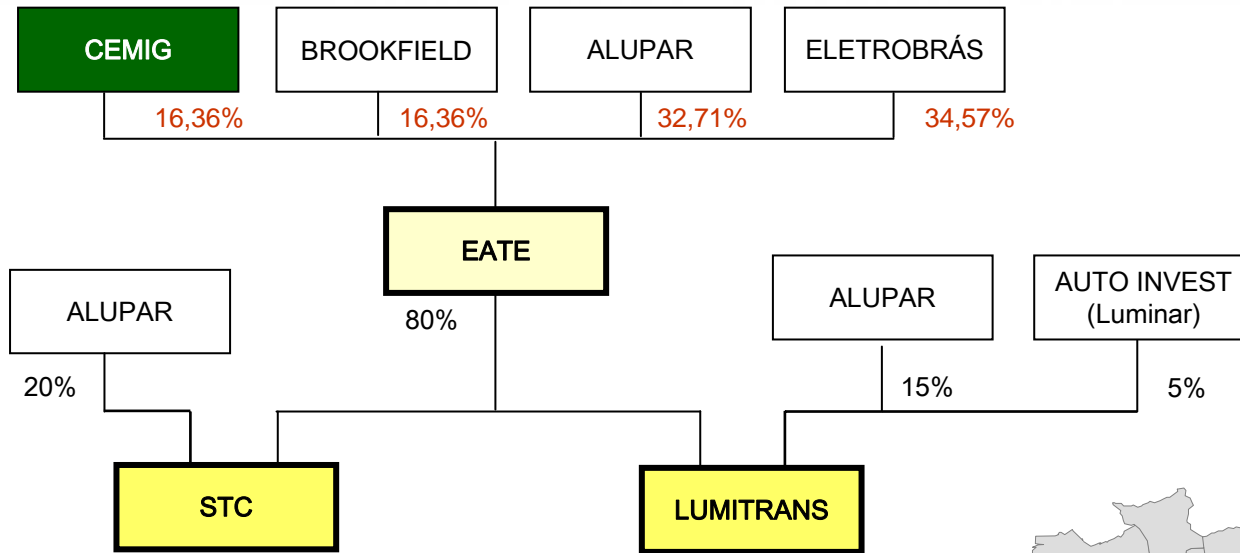 CEMIG
BROOKFIELD
ALUPAR
ELETROBRÁS
16,36%
16,36%
32,71%
34,57%
EATE
80%
ALUPAR
20%
ALUPAR
15%
AUTO INVEST
(Luminar)
5%
STC
LUMITRANS